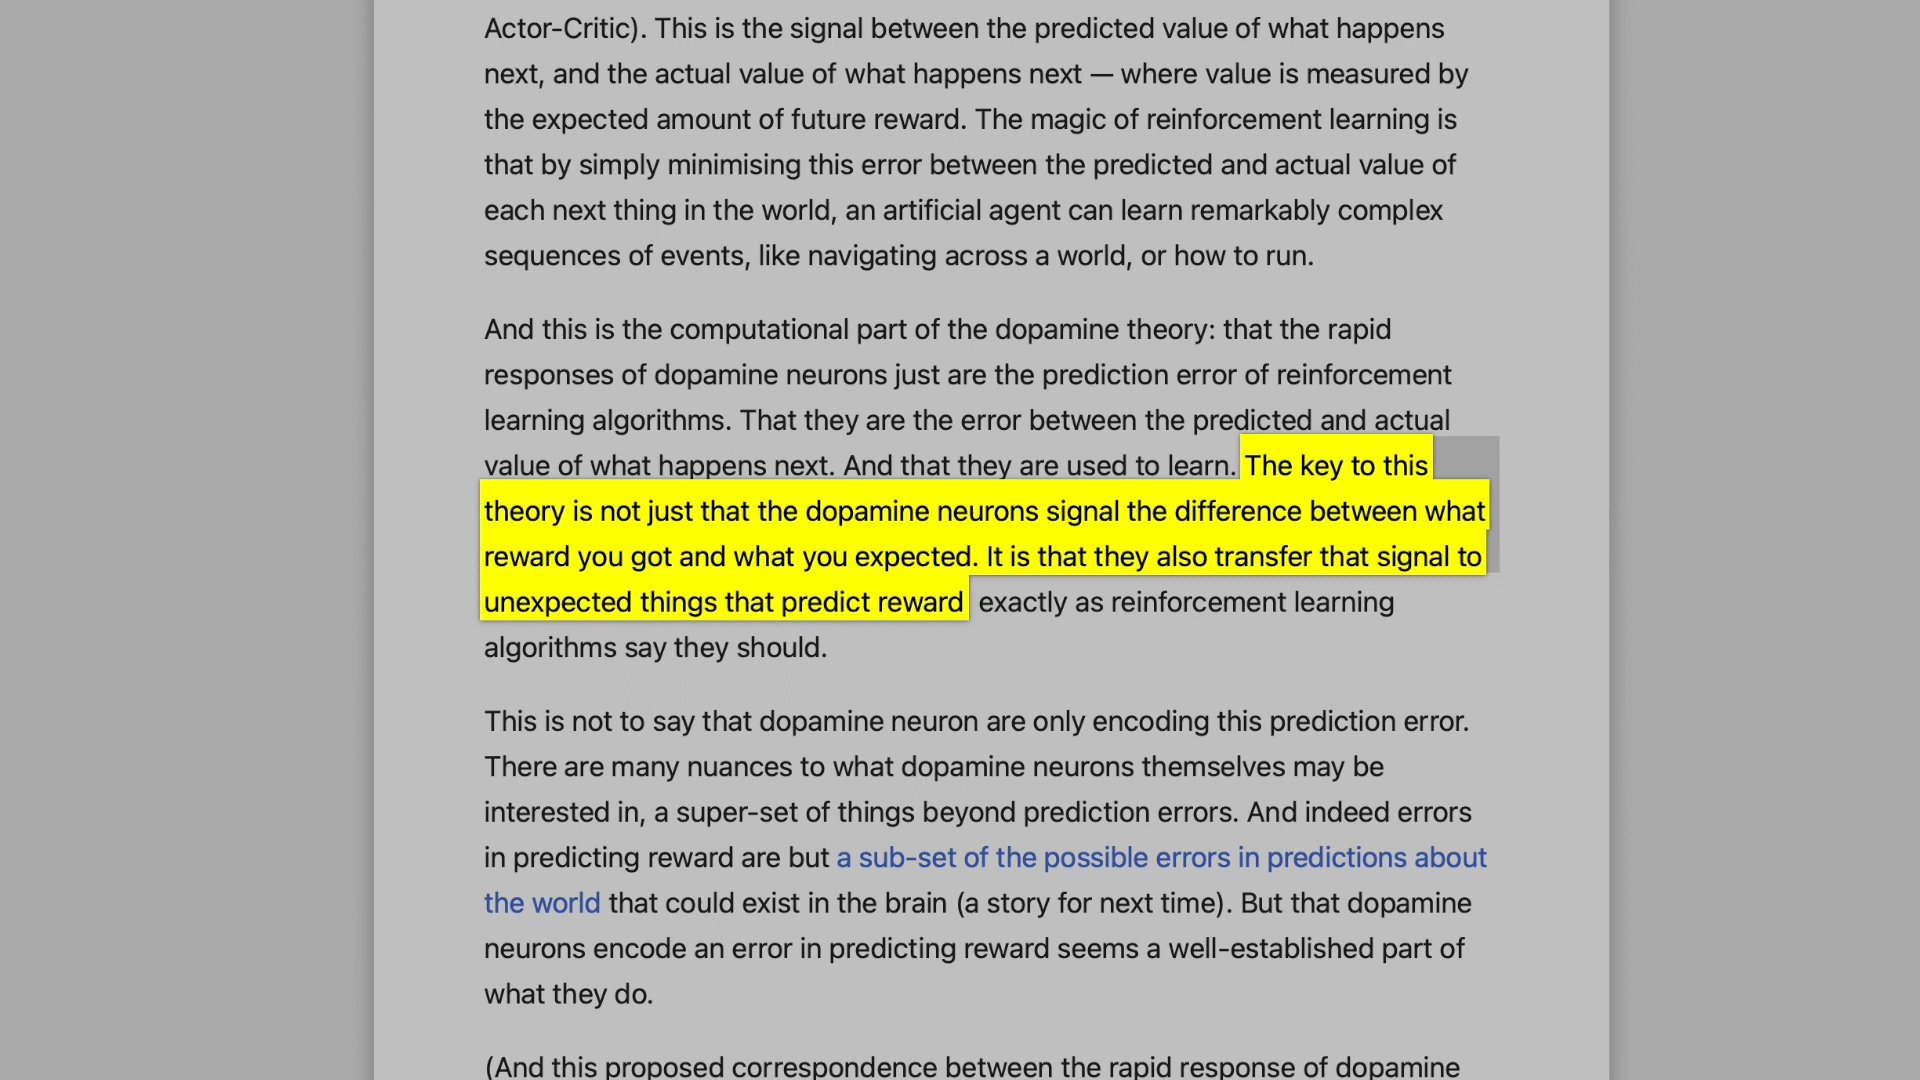 Actor-Critic). This is the signal between the predicted value of what happens
next, and the actual value of what happens next — where value is measured by
the expected amount of future reward. The magic of reinforcement learning is
that by simply minimising this error between the predicted and actual value of
each next thing in the world, an artificial agent can learn remarkably complex
sequences of events, like navigating across a world, or how to run.
And this is the computational part of the dopamine theory: that the rapid
responses of dopamine neurons just are the prediction error of reinforcement
learning algorithms. That they are the error between the predicted and actual
value of what happens next. And that they are used to learn. The key to this
theory is not just that the dopamine neurons signal the difference between what
reward you got and what you expected. It is that they also transfer that signal to
unexpected things that predict reward exactly as reinforcement learning
algorithms say they should.
This is not to say that dopamine neuron are only encoding this prediction error.
There are many nuances to what dopamine neurons themselves may be
interested in, a super-set of things beyond prediction errors. And indeed errors
in predicting reward are but a sub-set of the possible errors in predictions about
the world that could exist in the brain (a story for next time). But that dopamine
neurons encode an error in predicting reward seems a well-established part of
what they do.
(And this proposed correspondence between the rapid response of dopamine